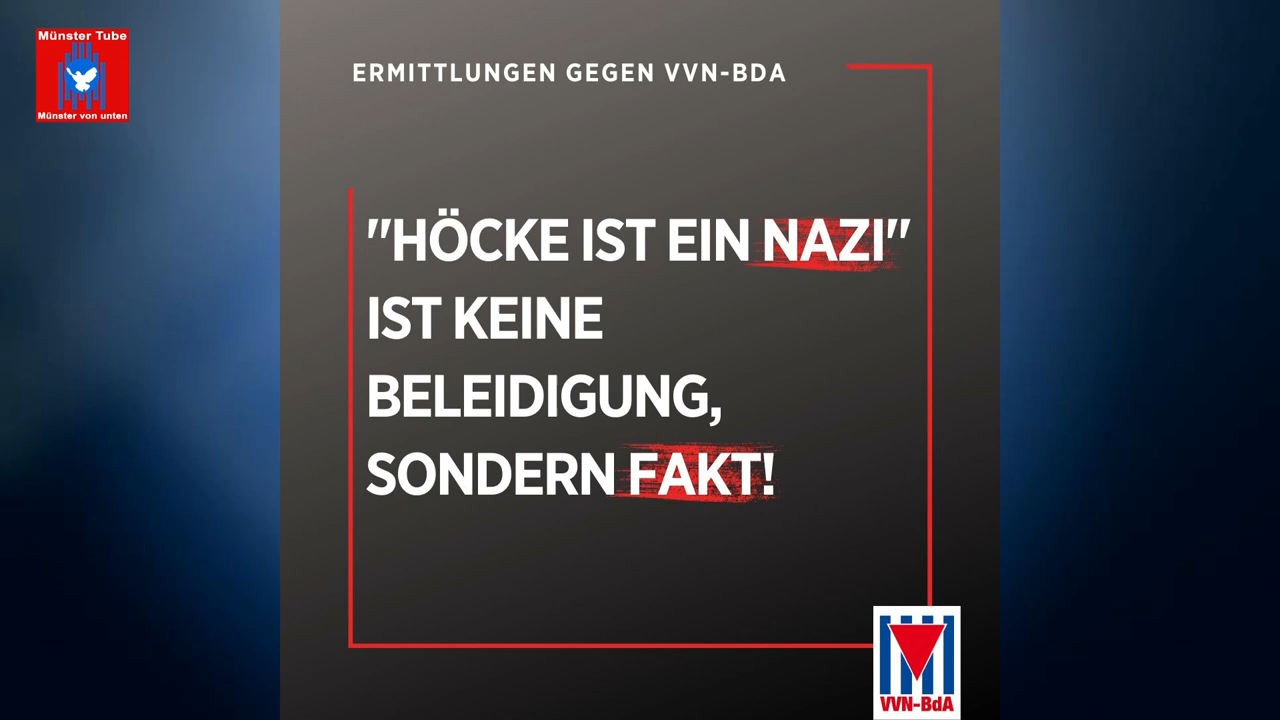 Münster Tube
Münster von unten
ERMITTLUNGEN GEGEN VVN-BDA
"HÖCKE IST EIN NAZI"
IST KEINE
BELEIDIGUNG,
SONDERN FAKT!
VVN-BdA